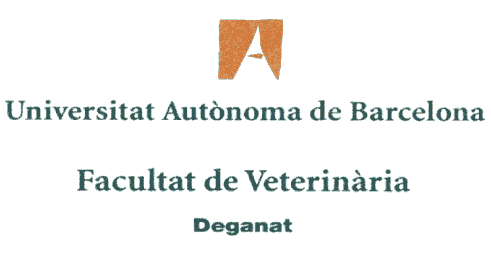 Universitat Autònoma de Barcelona
Facultat de Veterinària
Deganat